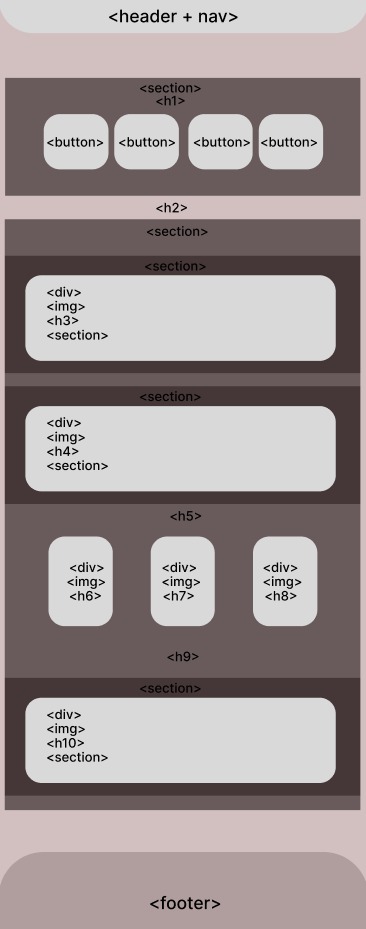 <header + nav>
<section>
<h1>
<button> <button> <button> <button>
<h2>
<section>
<section>
<div>
<img>
<h3>
<section>
<section>
<div>
<img>
<h4>
<section>
<h5>
<div> <div> <div>
<img> <img> <img>
<h6> <h7> <h8>
<h9>
<section>
<div>
<img>
<h10>
<section>
<footer>